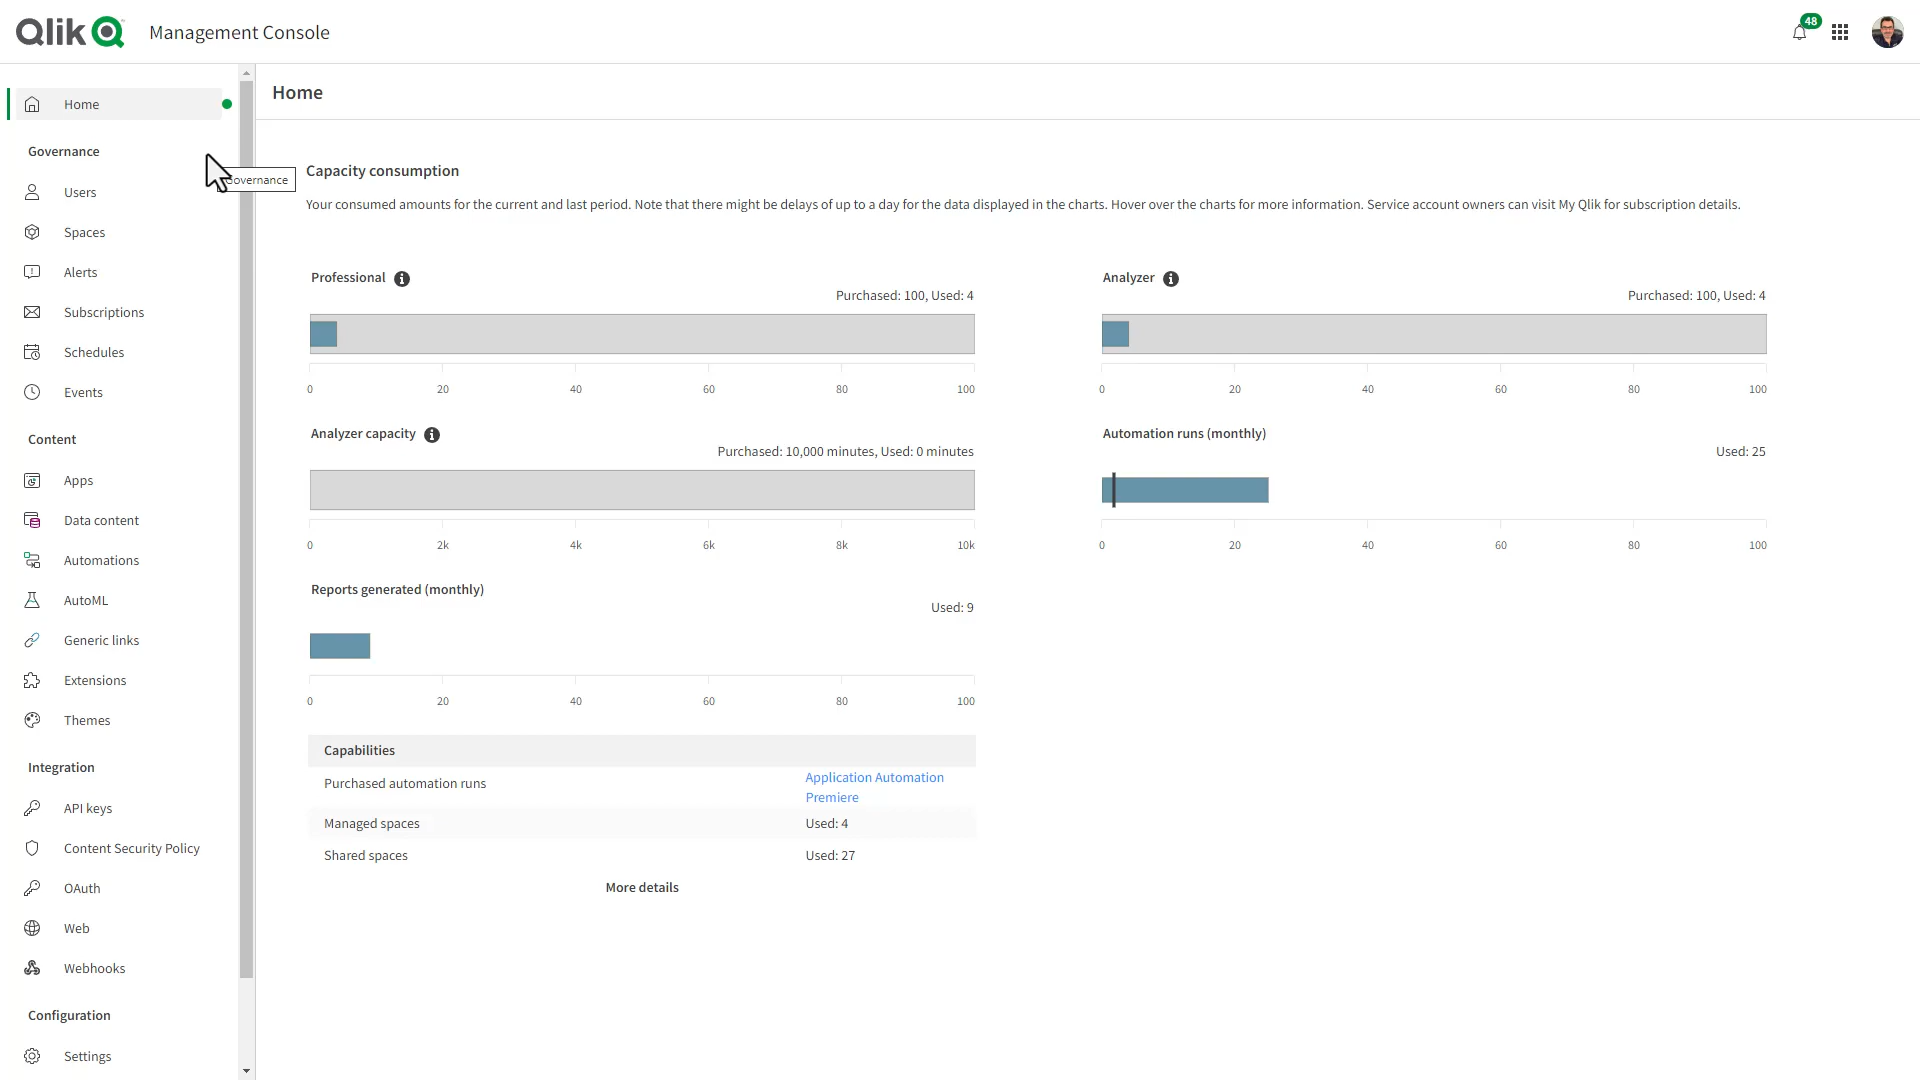 Qlik
Management Console
48
Home
Governance
Users
Spaces
Alerts
Subscriptions
Schedules
Events
Content
Apps
Data content
Automations
AutoML
Generic links
Extensions
Themes
Integration
API keys
Content Security Policy
OAuth
Web
Webhooks
Configuration
Settings
Governance
Home
Capacity consumption
Your consumed amounts for the current and last period. Note that there might be delays of up to a day for the data displayed in the charts. Hover over the charts for more information. Service account owners can visit My Qlik for subscription details.
Professional
Purchased: 100, Used: 4
0 20 40 60 80 100
Analyzer
Purchased: 100, Used: 4
0 20 40 60 80 100
Analyzer capacity
Purchased: 10,000 minutes, Used: 0 minutes
0 2k 4k 6k 8k 10k
Automation runs (monthly)
Used: 25
0 20 40 60 80 100
Reports generated (monthly)
Used: 9
0 20 40 60 80 100
Capabilities
Purchased automation runs Application Automation
Premiere
Managed spaces Used: 4
Shared spaces Used: 27
More details